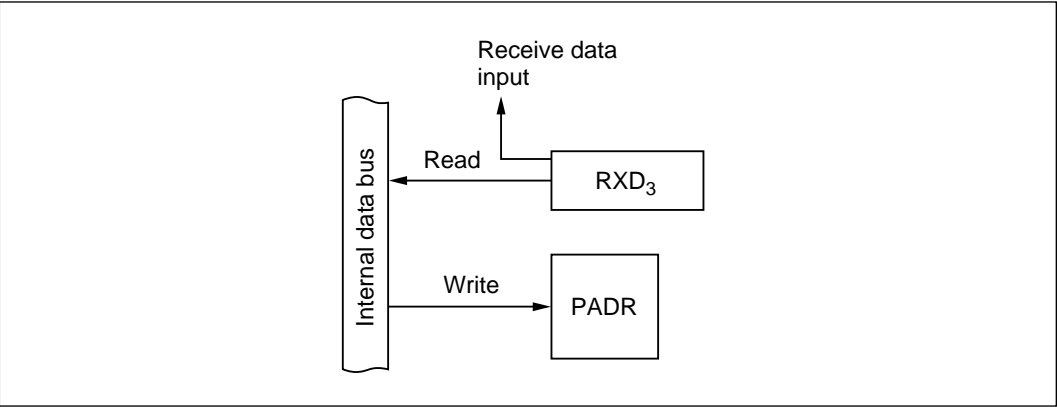 Receive data
input
Read
RXD₃
Internal data bus
Write
PADR